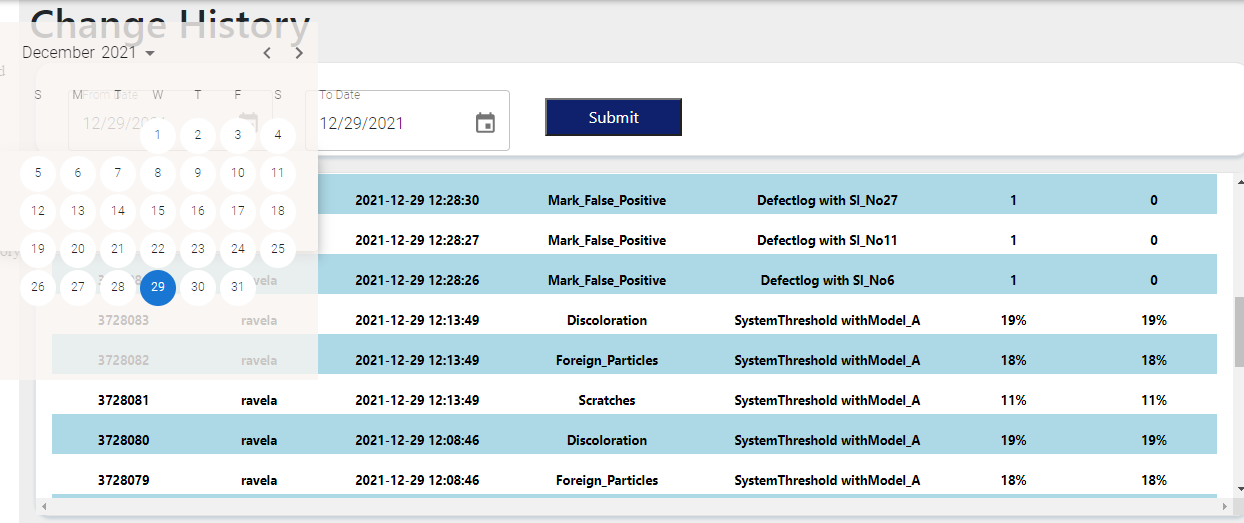 Change History
December 2021
d
S M T W T F S
From Date
To Date
12/29/2021
12/29/2021
Submit
1 2 3 4
5 6 7 8 9 10 11
12 13 14 15 16 17 18
19 20 21 22 23 24 25
26 27 28 29 30 31
ory
2021-12-29 12:28:30 Mark_False_Positive Defectlog with Sl_No27 1 0
2021-12-29 12:28:27 Mark_False_Positive Defectlog with Sl_No11 1 0
ravela 2021-12-29 12:28:26 Mark_False_Positive Defectlog with Sl_No6 1 0
3728083 ravela 2021-12-29 12:13:49 Discoloration SystemThreshold withModel_A 19% 19%
3728082 ravela 2021-12-29 12:13:49 Foreign_Particles SystemThreshold withModel_A 18% 18%
3728081 ravela 2021-12-29 12:13:49 Scratches SystemThreshold withModel_A 11% 11%
3728080 ravela 2021-12-29 12:08:46 Discoloration SystemThreshold withModel_A 19% 19%
3728079 ravela 2021-12-29 12:08:46 Foreign_Particles SystemThreshold withModel_A 18% 18%